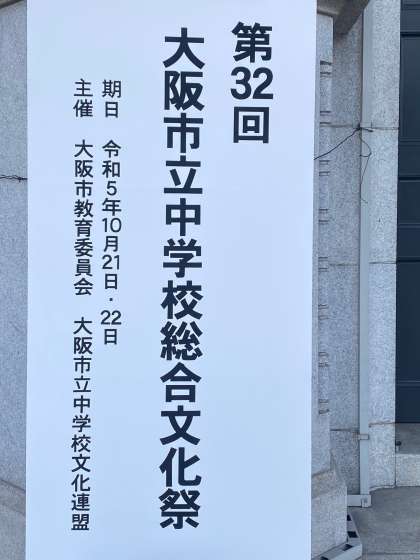 第32回
大阪市立中学校総合文化祭
期日 令和5年10月21日・22日
主催 大阪市教育委員会 大阪市立中学校文化連盟